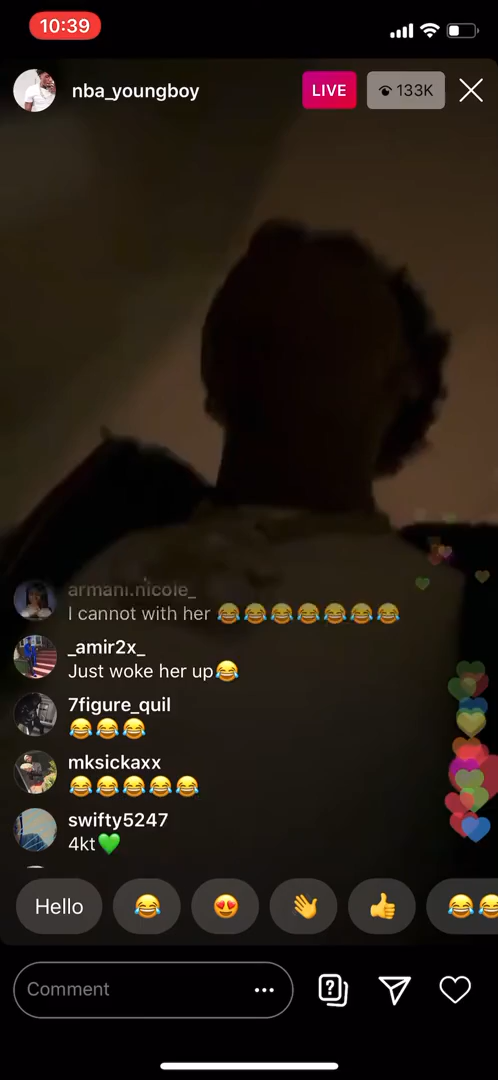 10:39
nba_youngboy
LIVE
133K
armani.nicole_
I cannot with her 😂😂😂😂😂😂😂
_amir2x_
Just woke her up😂
7figure_quil
😂😂😂
mksickaxx
😂😂😂😂😂
swifty5247
4kt💚
Hello 😂 😍 👋 👍 😂😂
Comment